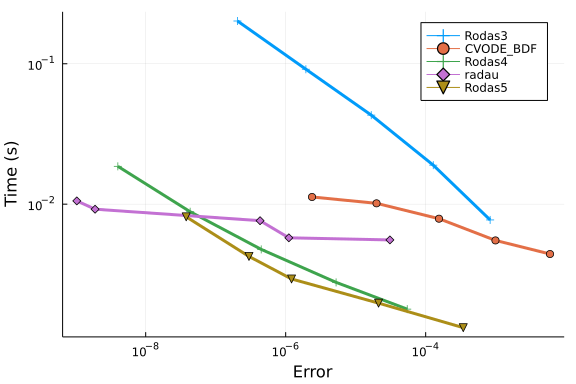 Rodas3
CVODE_BDF
Rodas4
radau
Rodas5
10⁻¹
10⁻²
Time (s)
10⁻⁸ 10⁻⁶ 10⁻⁴
Error